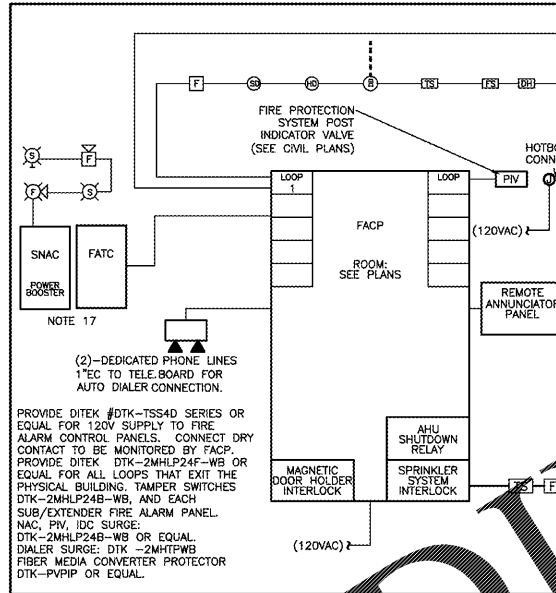 F
SD
HD
R
TS
FS
DH
FIRE PROTECTION
SYSTEM POST
INDICATOR VALVE
(SEE CIVIL PLANS)
S
F
F
S
LOOP
1
LOOP
PIV
J
(120VAC)
FACP
ROOM:
SEE PLANS
SNAC
POWER
BOOSTER
FATC
NOTE 17
REMOTE
ANNUNCIATOR
PANEL
(2)-DEDICATED PHONE LINES
1"EC TO TELE.BOARD FOR
AUTO DIALER CONNECTION.
PROVIDE DITEK #DTK-TSS4D SERIES OR
EQUAL FOR 120V SUPPLY TO FIRE
ALARM CONTROL PANELS. CONNECT DRY
CONTACT TO BE MONITORED BY FACP.
PROVIDE DITEK DTK-2MHLP24F-WB OR
EQUAL FOR ALL LOOPS THAT EXIT THE
PHYSICAL BUILDING. TAMPER SWITCHES
DTK-2MHLP24B-WB, AND EACH
SUB/EXTENDER FIRE ALARM PANEL.
NAC, PIV, IDC SURGE:
DTK-2MHLP24B-WB OR EQUAL.
DIALER SURGE: DTK -2MHTPWB
FIBER MEDIA CONVERTER PROTECTOR
DTK-PVPIP OR EQUAL.
AHU
SHUTDOWN
RELAY
MAGNETIC
DOOR HOLDER
INTERLOCK
SPRINKLER
SYSTEM
INTERLOCK
TS
F
(120VAC)